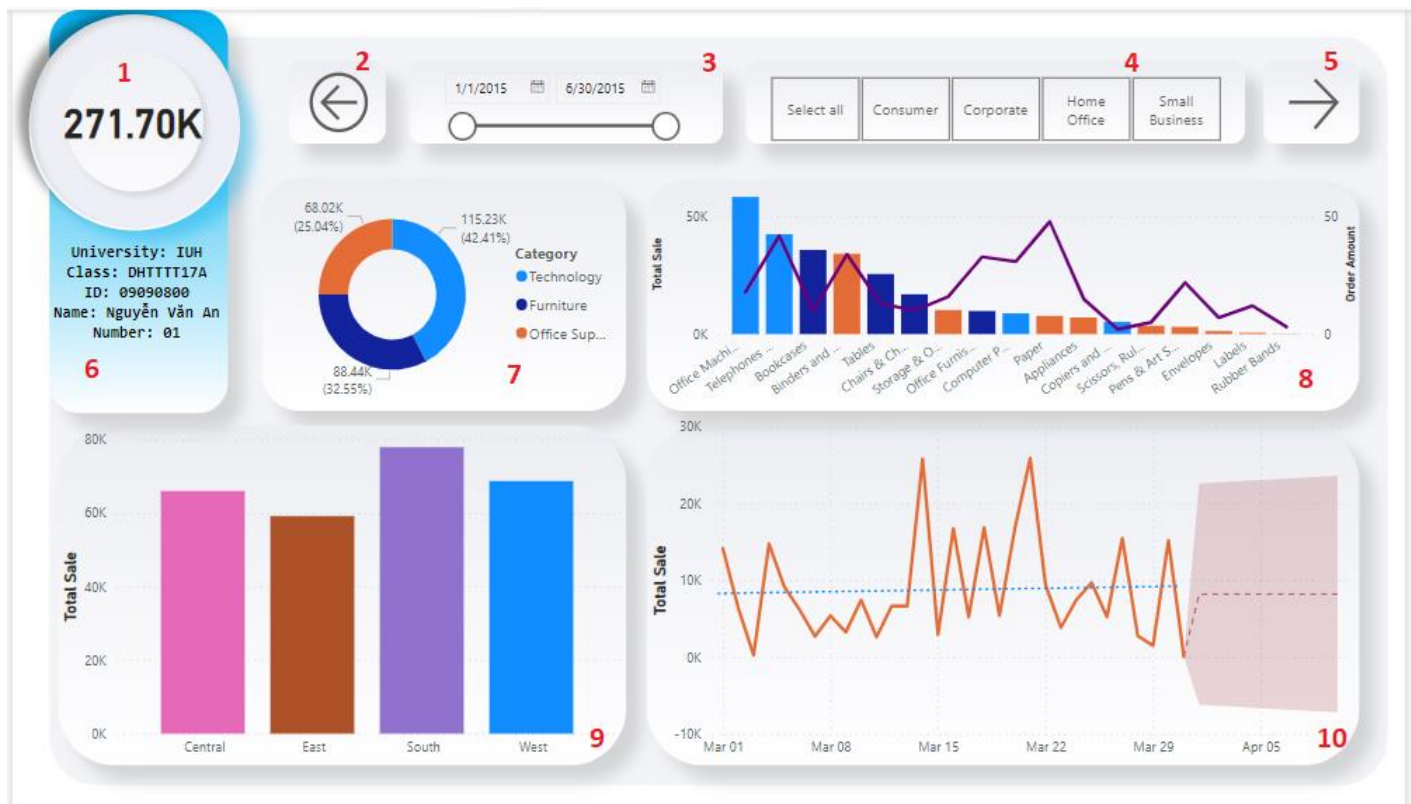 1
271.70K
2
1/1/2015
6/30/2015
3
4
Select all
Consumer
Corporate
Home
Office
Small
Business
5
University: IUH
Class: DHTTTT17A
ID: 09090800
Name: Nguyễn Văn An
Number: 01
6
68.02K
(25.04%)
115.23K
(42.41%)
88.44K
(32.55%)
Category
Technology
Furniture
Office Sup...
7
Total Sale
50K
0K
50
0
Order Amount
Office Machi...
Telephones ...
Bookcases
Binders and ...
Tables
Chairs & Ch...
Storage & O...
Office Furnis...
Computer P...
Paper
Appliances
Copiers and ...
Scissors, Rul...
Pens & Art S...
Envelopes
Labels
Rubber Bands
8
Total Sale
80K
60K
40K
20K
0K
Central
East
South
West
9
Total Sale
30K
20K
10K
0K
-10K
Mar 01
Mar 08
Mar 15
Mar 22
Mar 29
Apr 05
10